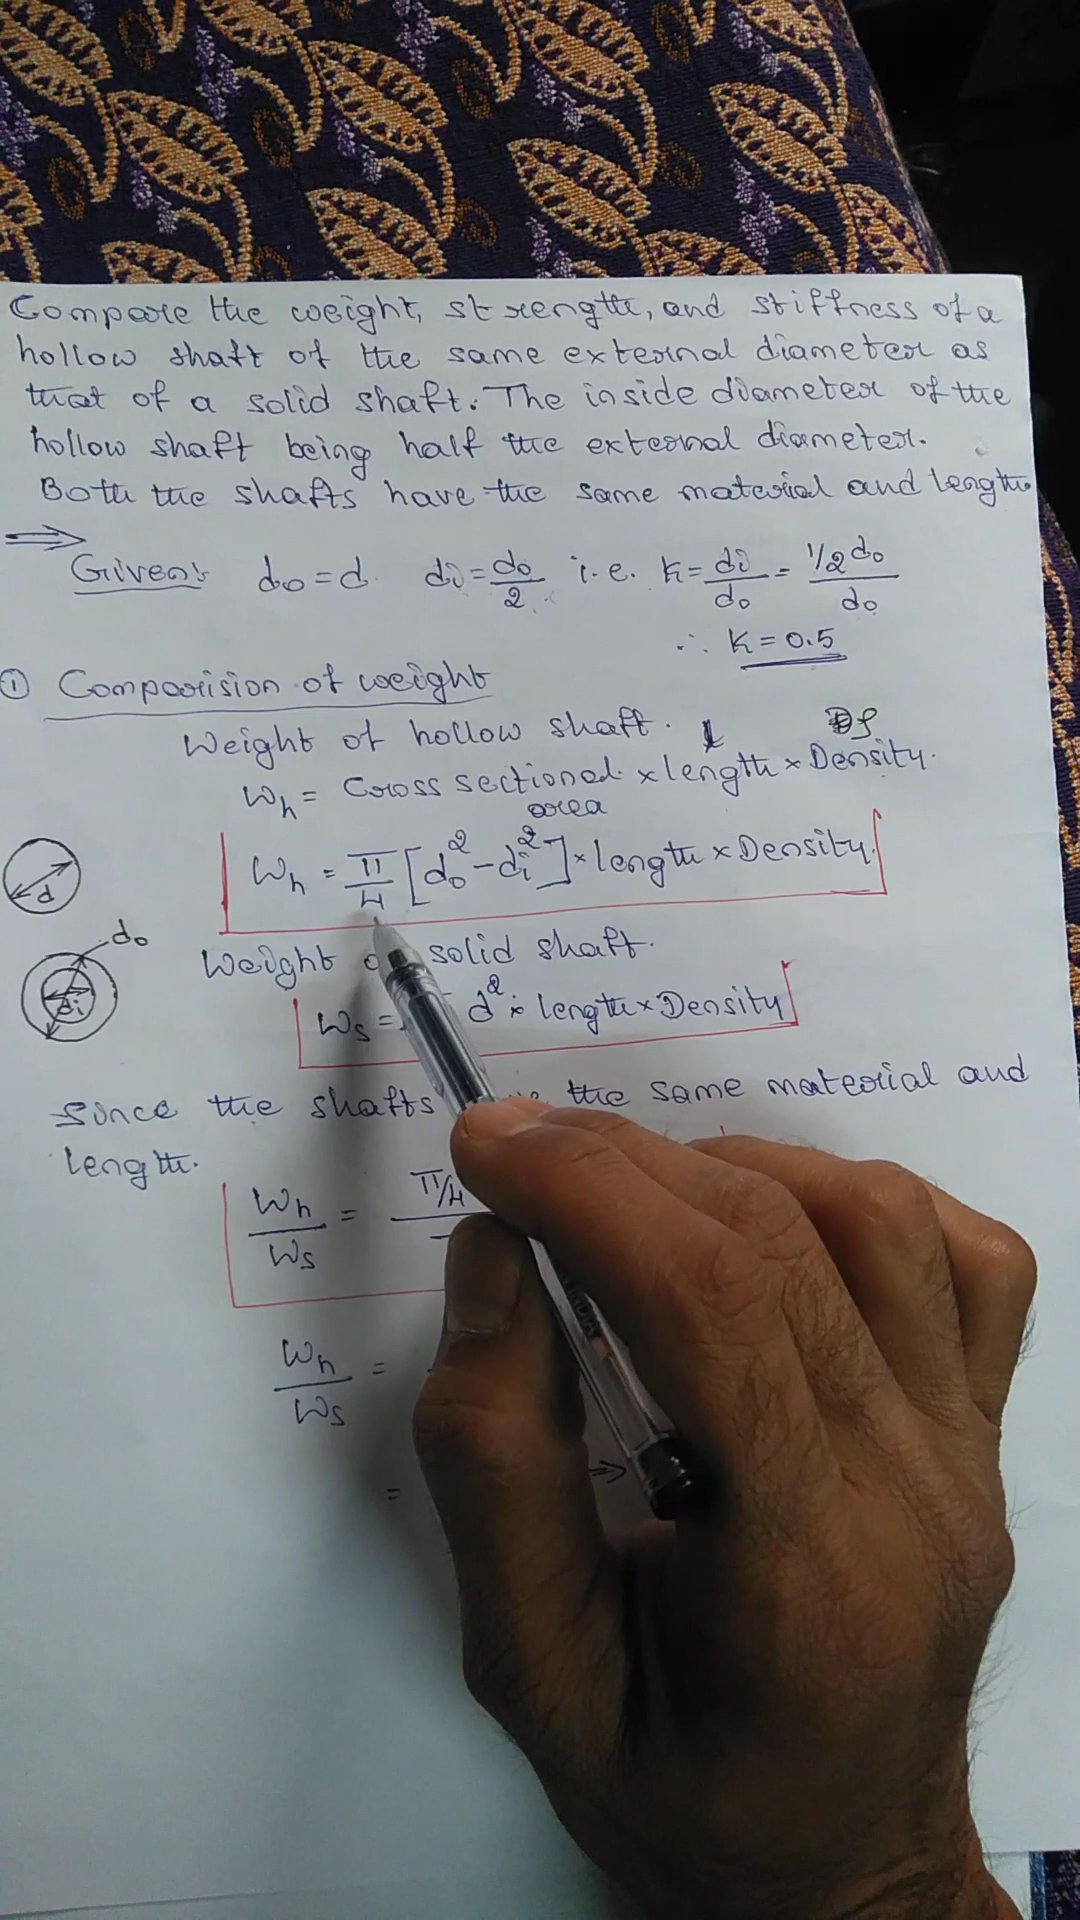 Compare the weight, strength, and stiffness of a
hollow shaft of the same external diameter as
that of a solid shaft. The inside diameter of the
hollow shaft being half the external diameter.
Both the shafts have the same material and length
⇒ Given: do = d di = do/2 i.e. K = di/do = 1/2 do/do
∴ K = 0.5
① Comparision of weight
Weight of hollow shaft.
ρ
Wh = Cross sectional area × length × Density.
Wh = π/4 [do² - di²] × length × Density.
d
do
di
Weight solid shaft.
Ws = d² × length × Density
Since the shafts the same material and
length.
Wh/Ws = π/4
Wh/Ws =
= →